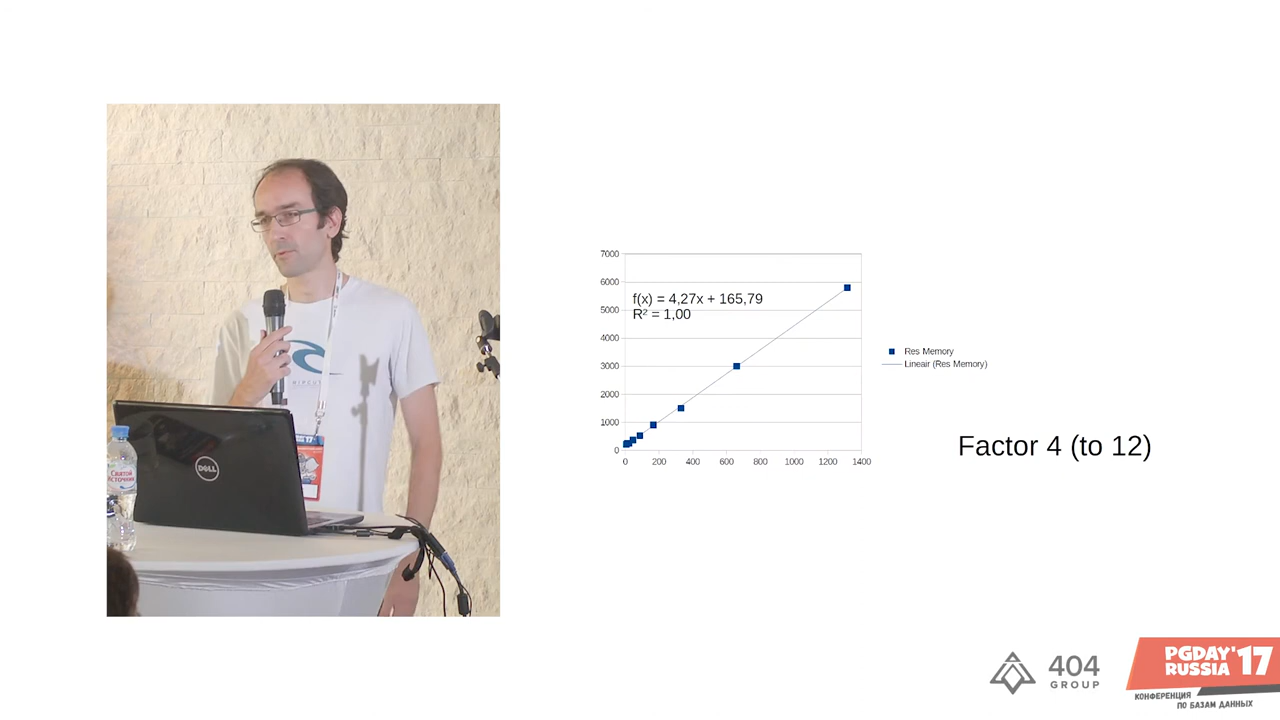 7000
6000
5000
4000
3000
2000
1000
0
f(x) = 4,27x + 165,79
R² = 1,00
0 200 400 600 800 1000 1200 1400
Res Memory
Lineair (Res Memory)
Factor 4 (to 12)
DELL
СВЯТОЙ
ИСТОЧНИК
404
GROUP
PGDAY'17
RUSSIA
КОНФЕРЕНЦИЯ
ПО БАЗАМ ДАННЫХ